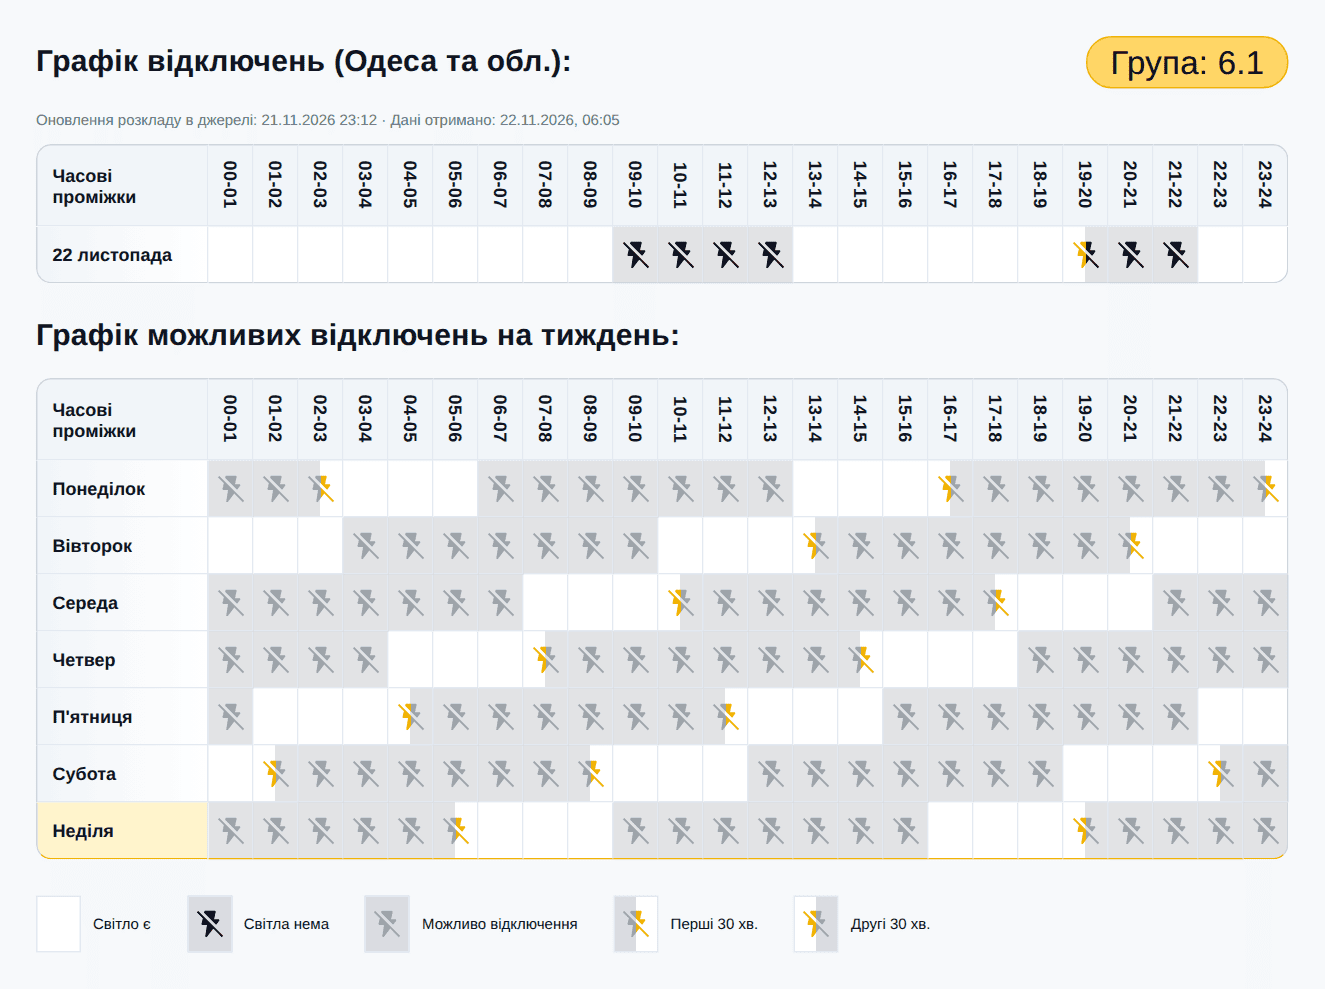 Графік відключень (Одеса та обл.):
Група: 6.1
Оновлення розкладу в джерелі: 21.11.2026 23:12 · Дані отримано: 22.11.2026, 06:05
Часові проміжки 00-01 01-02 02-03 03-04 04-05 05-06 06-07 07-08 08-09 09-10 10-11 11-12 12-13 13-14 14-15 15-16 16-17 17-18 18-19 19-20 20-21 21-22 22-23 23-24
22 листопада
Графік можливих відключень на тиждень:
Часові проміжки 00-01 01-02 02-03 03-04 04-05 05-06 06-07 07-08 08-09 09-10 10-11 11-12 12-13 13-14 14-15 15-16 16-17 17-18 18-19 19-20 20-21 21-22 22-23 23-24
Понеділок
Вівторок
Середа
Четвер
П'ятниця
Субота
Неділя
Світло є Світла нема Можливо відключення Перші 30 хв. Другі 30 хв.